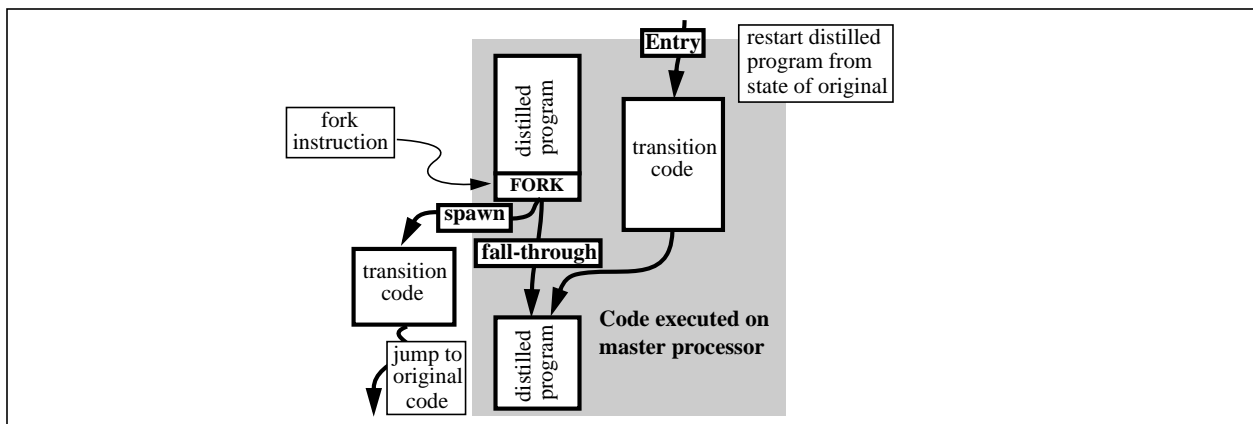 Entry
restart distilled
program from
state of original
distilled
program
fork
instruction
transition
code
FORK
spawn
fall-through
transition
code
distilled
program
Code executed on
master processor
jump to
original
code